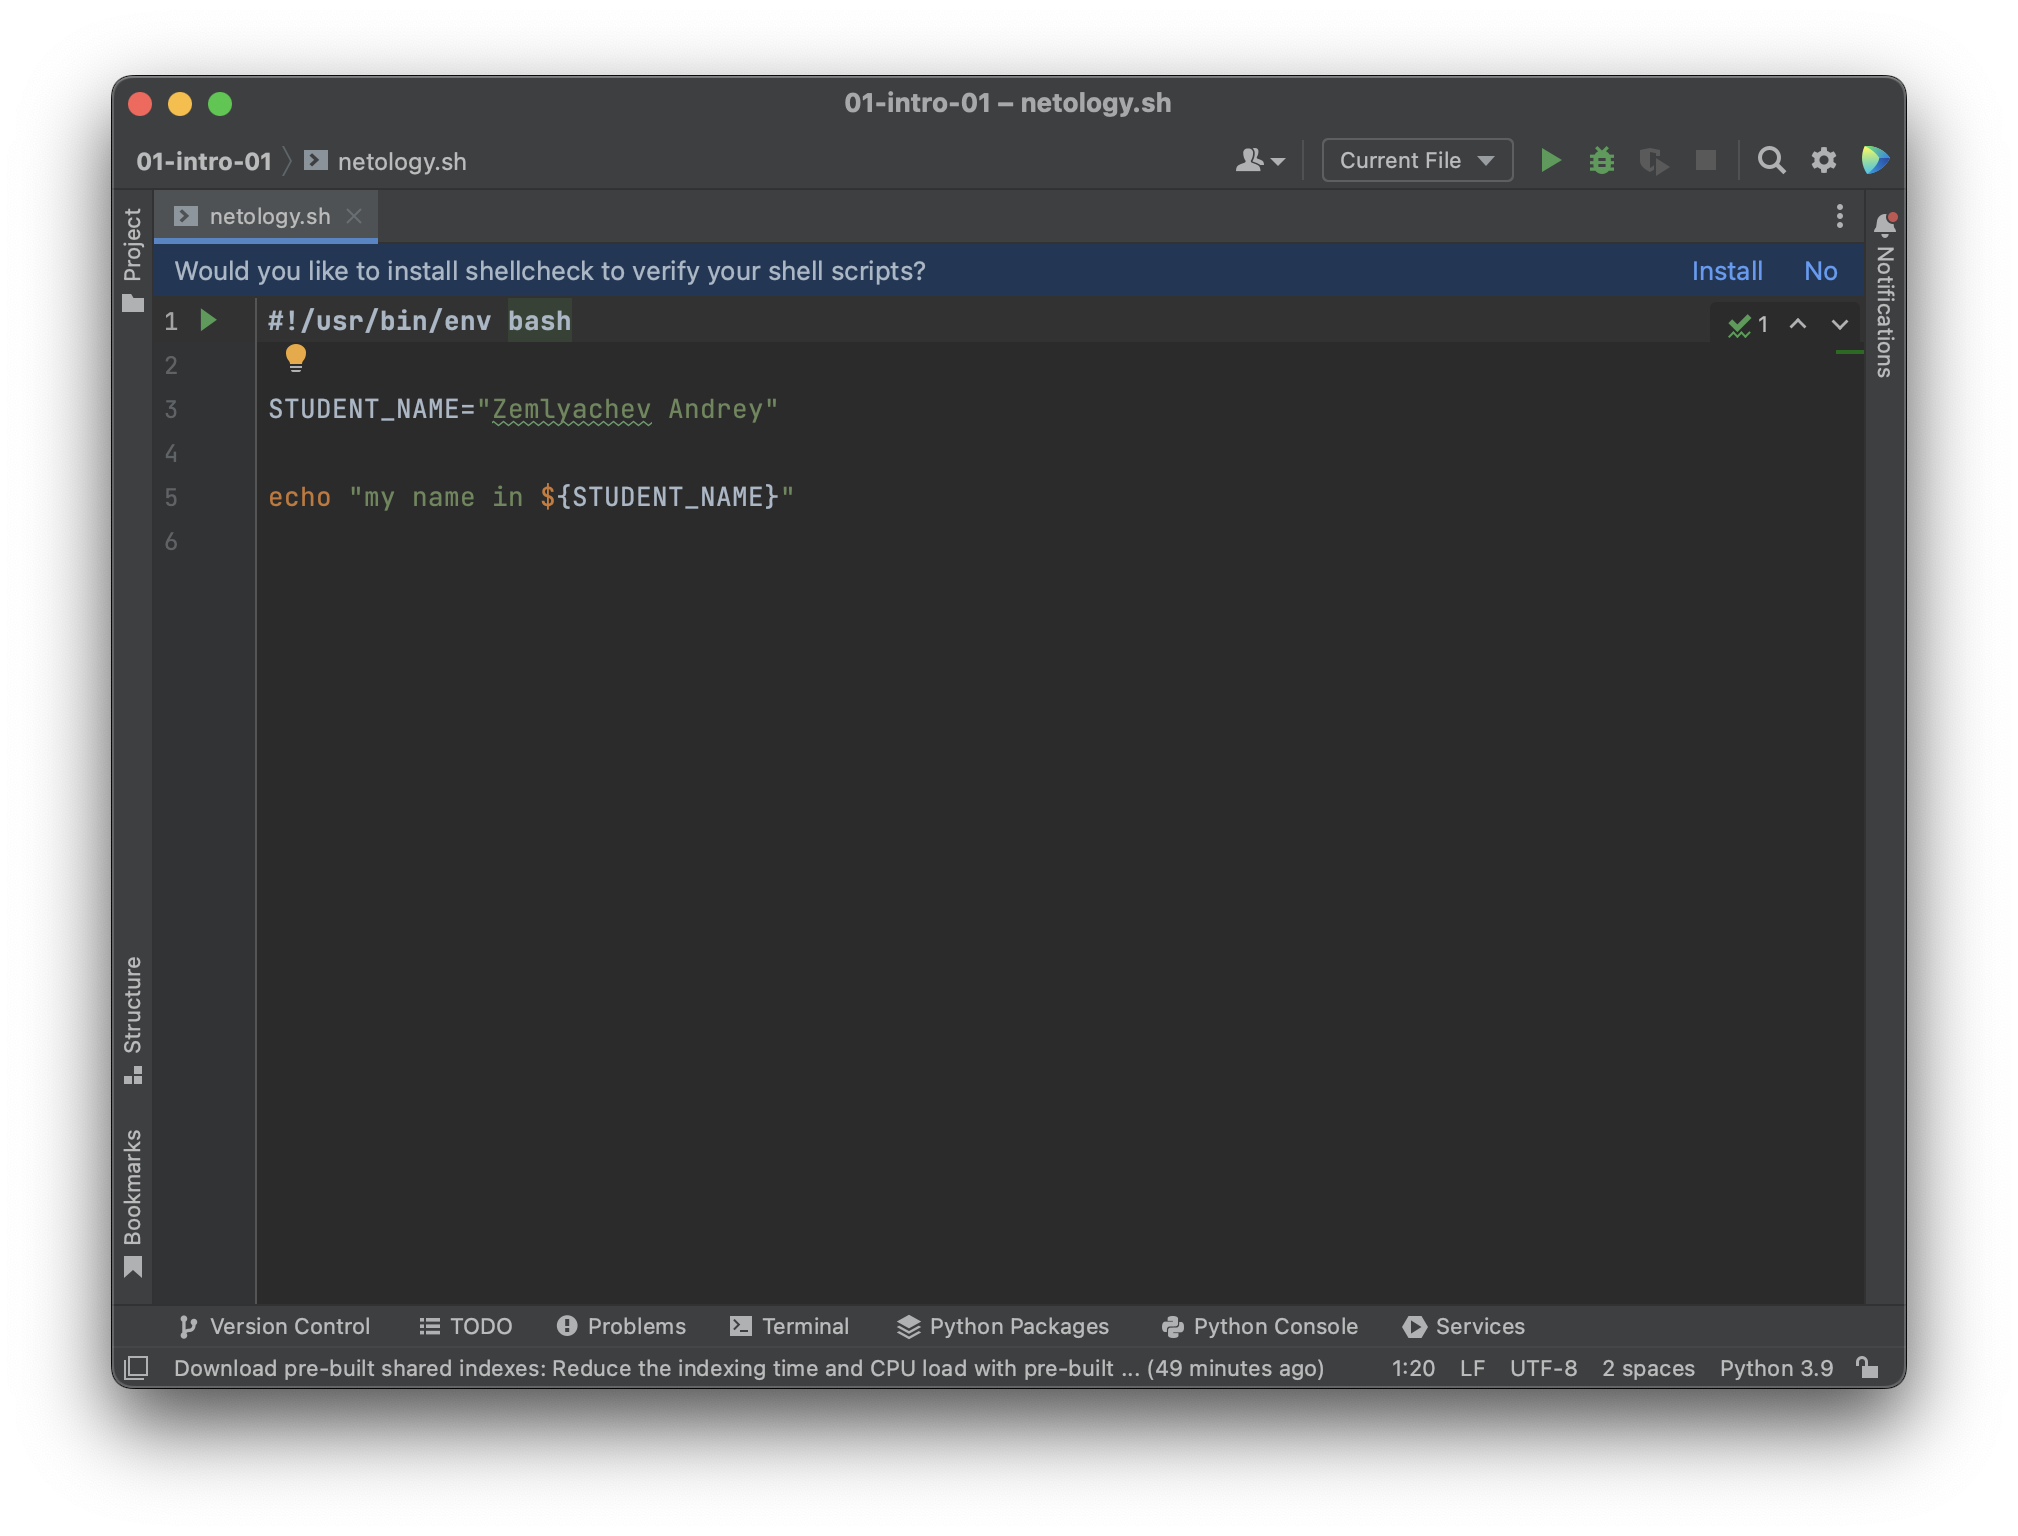 01-intro-01 – netology.sh
01-intro-01 netology.sh
Current File
Project
netology.sh
Would you like to install shellcheck to verify your shell scripts? Install No
Notifications
1 #!/usr/bin/env bash
1
2
3 STUDENT_NAME="Zemlyachev Andrey"
4
5 echo "my name in ${STUDENT_NAME}"
6
Structure
Bookmarks
Version Control TODO Problems Terminal Python Packages Python Console Services
Download pre-built shared indexes: Reduce the indexing time and CPU load with pre-built ... (49 minutes ago) 1:20 LF UTF-8 2 spaces Python 3.9